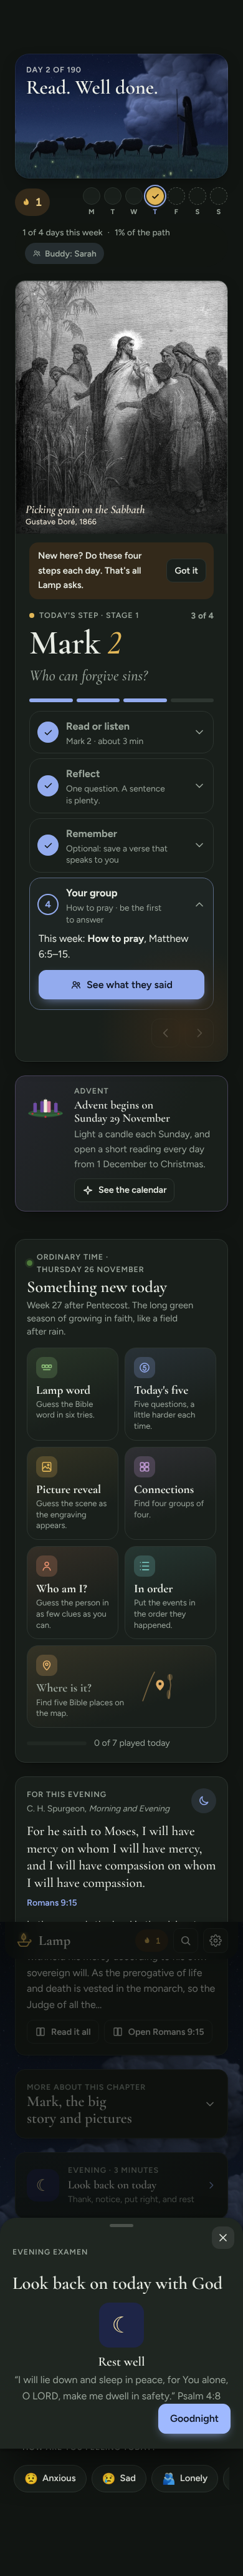 DAY 2 OF 190
Read. Well done.
1
M T W T F S S
1 of 4 days this week · 1% of the path
Buddy: Sarah
Picking grain on the Sabbath
Gustave Doré, 1866
New here? Do these four
steps each day. That's all
Lamp asks.
Got it
TODAY'S STEP · STAGE 1
3 of 4
Mark 2
Who can forgive sins?
Read or listen
Mark 2 · about 3 min
Reflect
One question. A sentence
is plenty.
Remember
Optional: save a verse that
speaks to you
4
Your group
How to pray · be the first
to answer
This week: How to pray, Matthew
6:5–15.
See what they said
ADVENT
Advent begins on
Sunday 29 November
Light a candle each Sunday, and
open a short reading every day
from 1 December to Christmas.
See the calendar
ORDINARY TIME ·
THURSDAY 26 NOVEMBER
Something new today
Week 27 after Pentecost. The long green
season of growing in faith, like a field
after rain.
Lamp word
Guess the Bible
word in six tries.
Today's five
Five questions, a
little harder each
time.
Picture reveal
Guess the scene as
the engraving
appears.
Connections
Find four groups of
four.
Who am I?
Guess the person in
as few clues as you
can.
In order
Put the events in
the order they
happened.
Where is it?
Find five Bible places on
the map.
0 of 7 played today
FOR THIS EVENING
C. H. Spurgeon, Morning and Evening
For he saith to Moses, I will have
mercy on whom I will have mercy,
and I will have compassion on whom
I will have compassion.
Romans 9:15
Lamp
1
sovereign will. As the prerogative of life
and death is vested in the monarch, so the
Judge of all the…
Read it all
Open Romans 9:15
MORE ABOUT THIS CHAPTER
Mark, the big
story and pictures
EVENING · 3 MINUTES
Look back on today
Thank, notice, put right, and rest
EVENING EXAMEN
Look back on today with God
Rest well
“I will lie down and sleep in peace, for You alone,
O LORD, make me dwell in safety.” Psalm 4:8
Goodnight
Anxious
Sad
Lonely